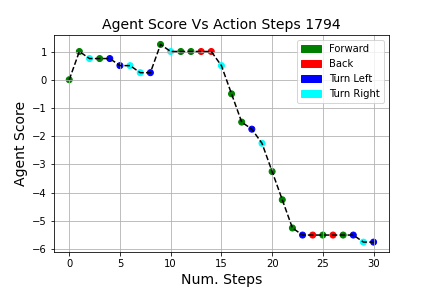 Agent Score Vs Action Steps 1794
Agent Score
1
0
−1
−2
−3
−4
−5
−6
Forward
Back
Turn Left
Turn Right
0 5 10 15 20 25 30
Num. Steps